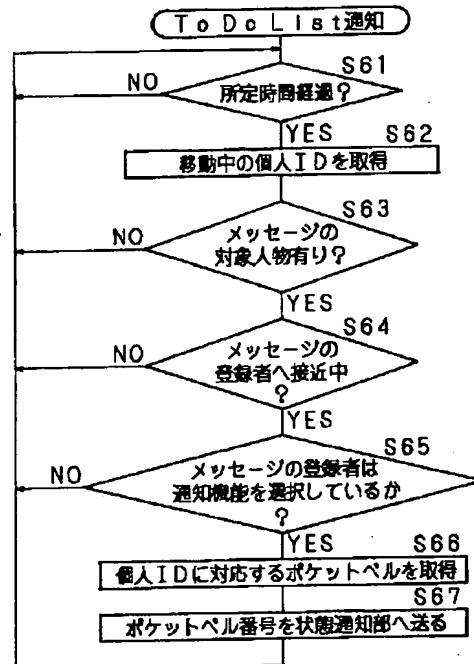 ToDoList通知
S61
NO
所定時間経過?
YES
S62
移動中の個人IDを取得
S63
NO
メッセージの
対象人物有り?
YES
S64
NO
メッセージの
登録者へ接近中
?
YES
S65
NO
メッセージの登録者は
通知機能を選択しているか
?
YES
S66
個人IDに対応するポケットベルを取得
S67
ポケットベル番号を状態通知部へ送る